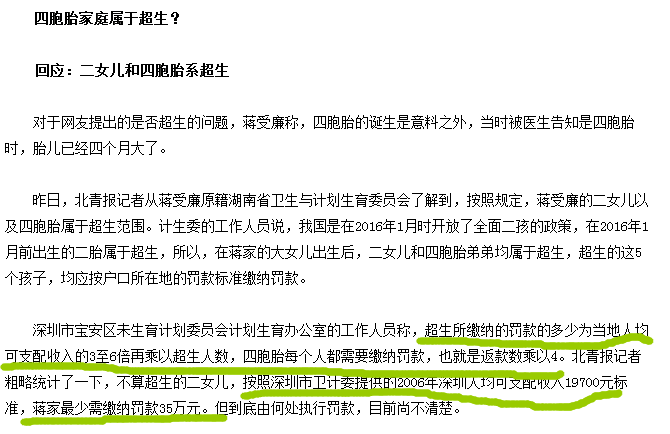 四胞胎家庭属于超生？
回应：二女儿和四胞胎系超生
对于网友提出的是否超生的问题，蒋受廉称，四胞胎的诞生是意料之外，当时被医生告知是四胞胎
时，胎儿已经四个月大了。
昨日，北青报记者从蒋受廉原籍湖南省卫生与计划生育委员会了解到，按照规定，蒋受廉的二女儿以
及四胞胎属于超生范围。计生委的工作人员说，我国是在2016年1月时开放了全面二孩的政策，在2016年1
月前出生的二胎属于超生，所以，在蒋家的大女儿出生后，二女儿和四胞胎弟弟均属于超生，超生的这5
个孩子，均应按户口所在地的罚款标准缴纳罚款。
深圳市宝安区未生育计划委员会计划生育办公室的工作人员称，超生所缴纳的罚款的多少为当地人均
可支配收入的3至6倍再乘以超生人数，四胞胎每个人都需要缴纳罚款，也就是返款数乘以4。北青报记者
粗略统计了一下，不算超生的二女儿，按照深圳市卫计委提供的2006年深圳人均可支配收入19700元标
准，蒋家最少需缴纳罚款35万元。但到底由何处执行罚款，目前尚不清楚。